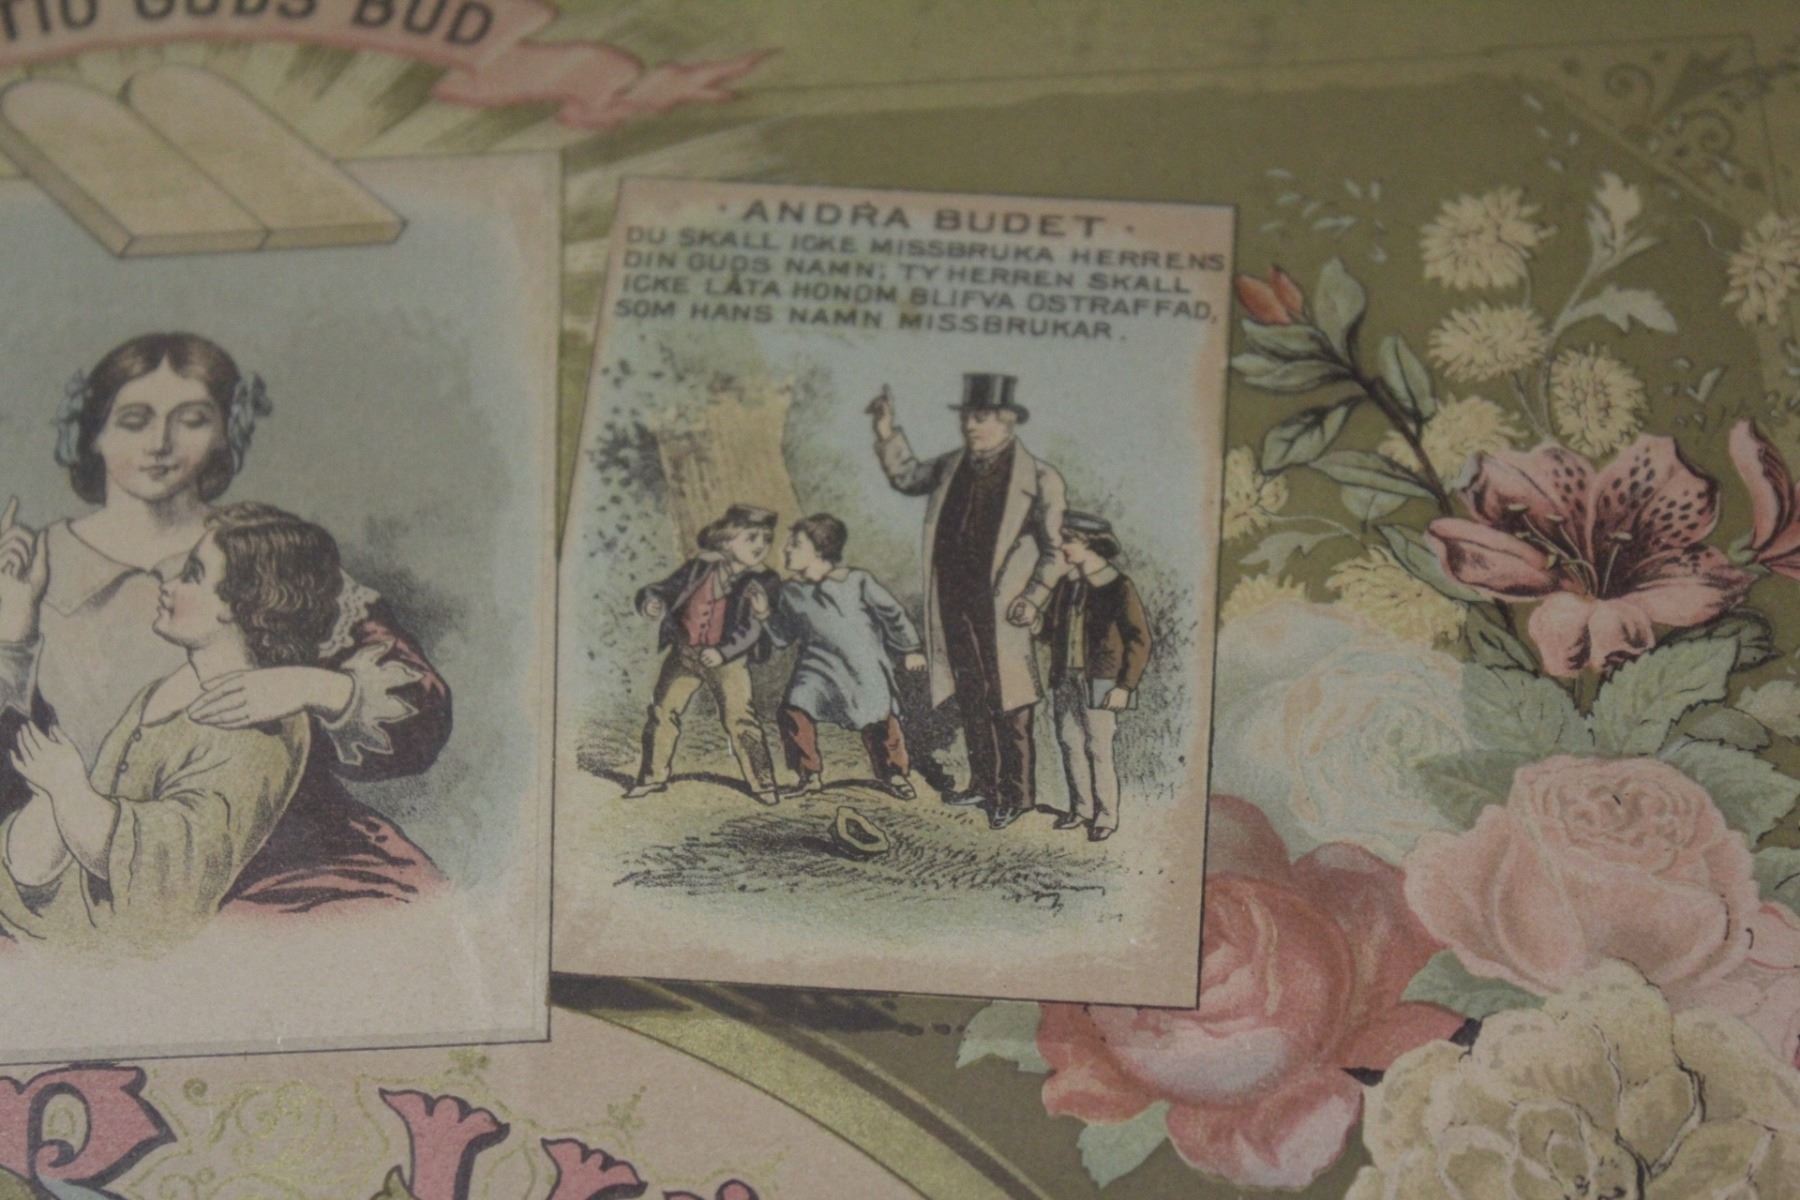 TIO GUDS BUD
· ANDRA BUDET ·
DU SKALL ICKE MISSBRUKA HERRENS
DIN GUDS NAMN; TY HERREN SKALL
ICKE LÅTA HONOM BLIFVA OSTRAFFAD,
SOM HANS NAMN MISSBRUKAR.